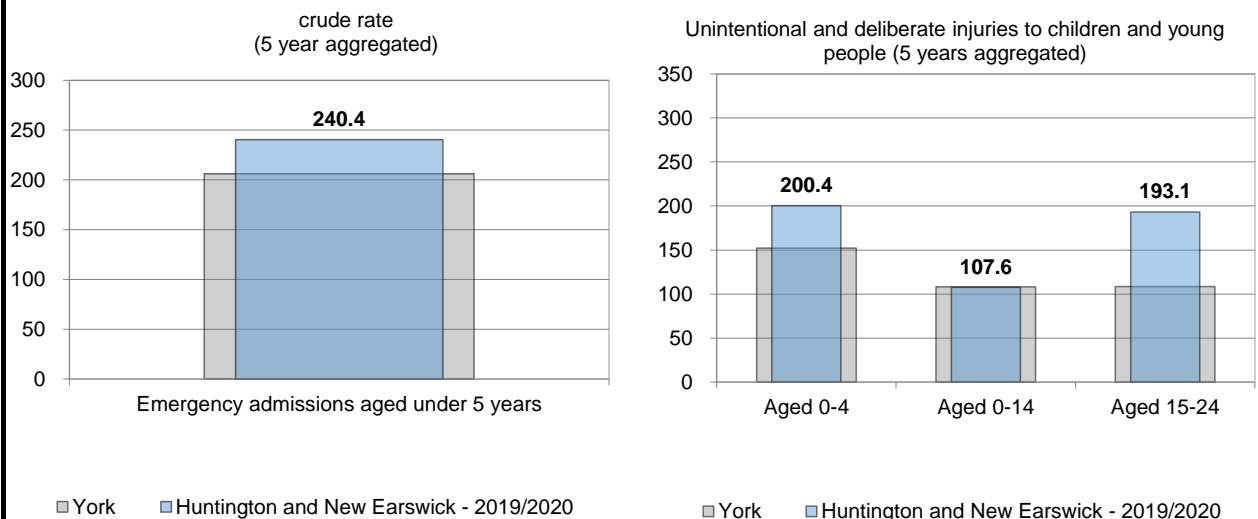 crude rate
(5 year aggregated)
300
250
200
150
100
50
0
240.4
Emergency admissions aged under 5 years
York Huntington and New Earswick - 2019/2020
Unintentional and deliberate injuries to children and young
people (5 years aggregated)
350
300
250
200
150
100
50
0
200.4
107.6
193.1
Aged 0-4 Aged 0-14 Aged 15-24
York Huntington and New Earswick - 2019/2020